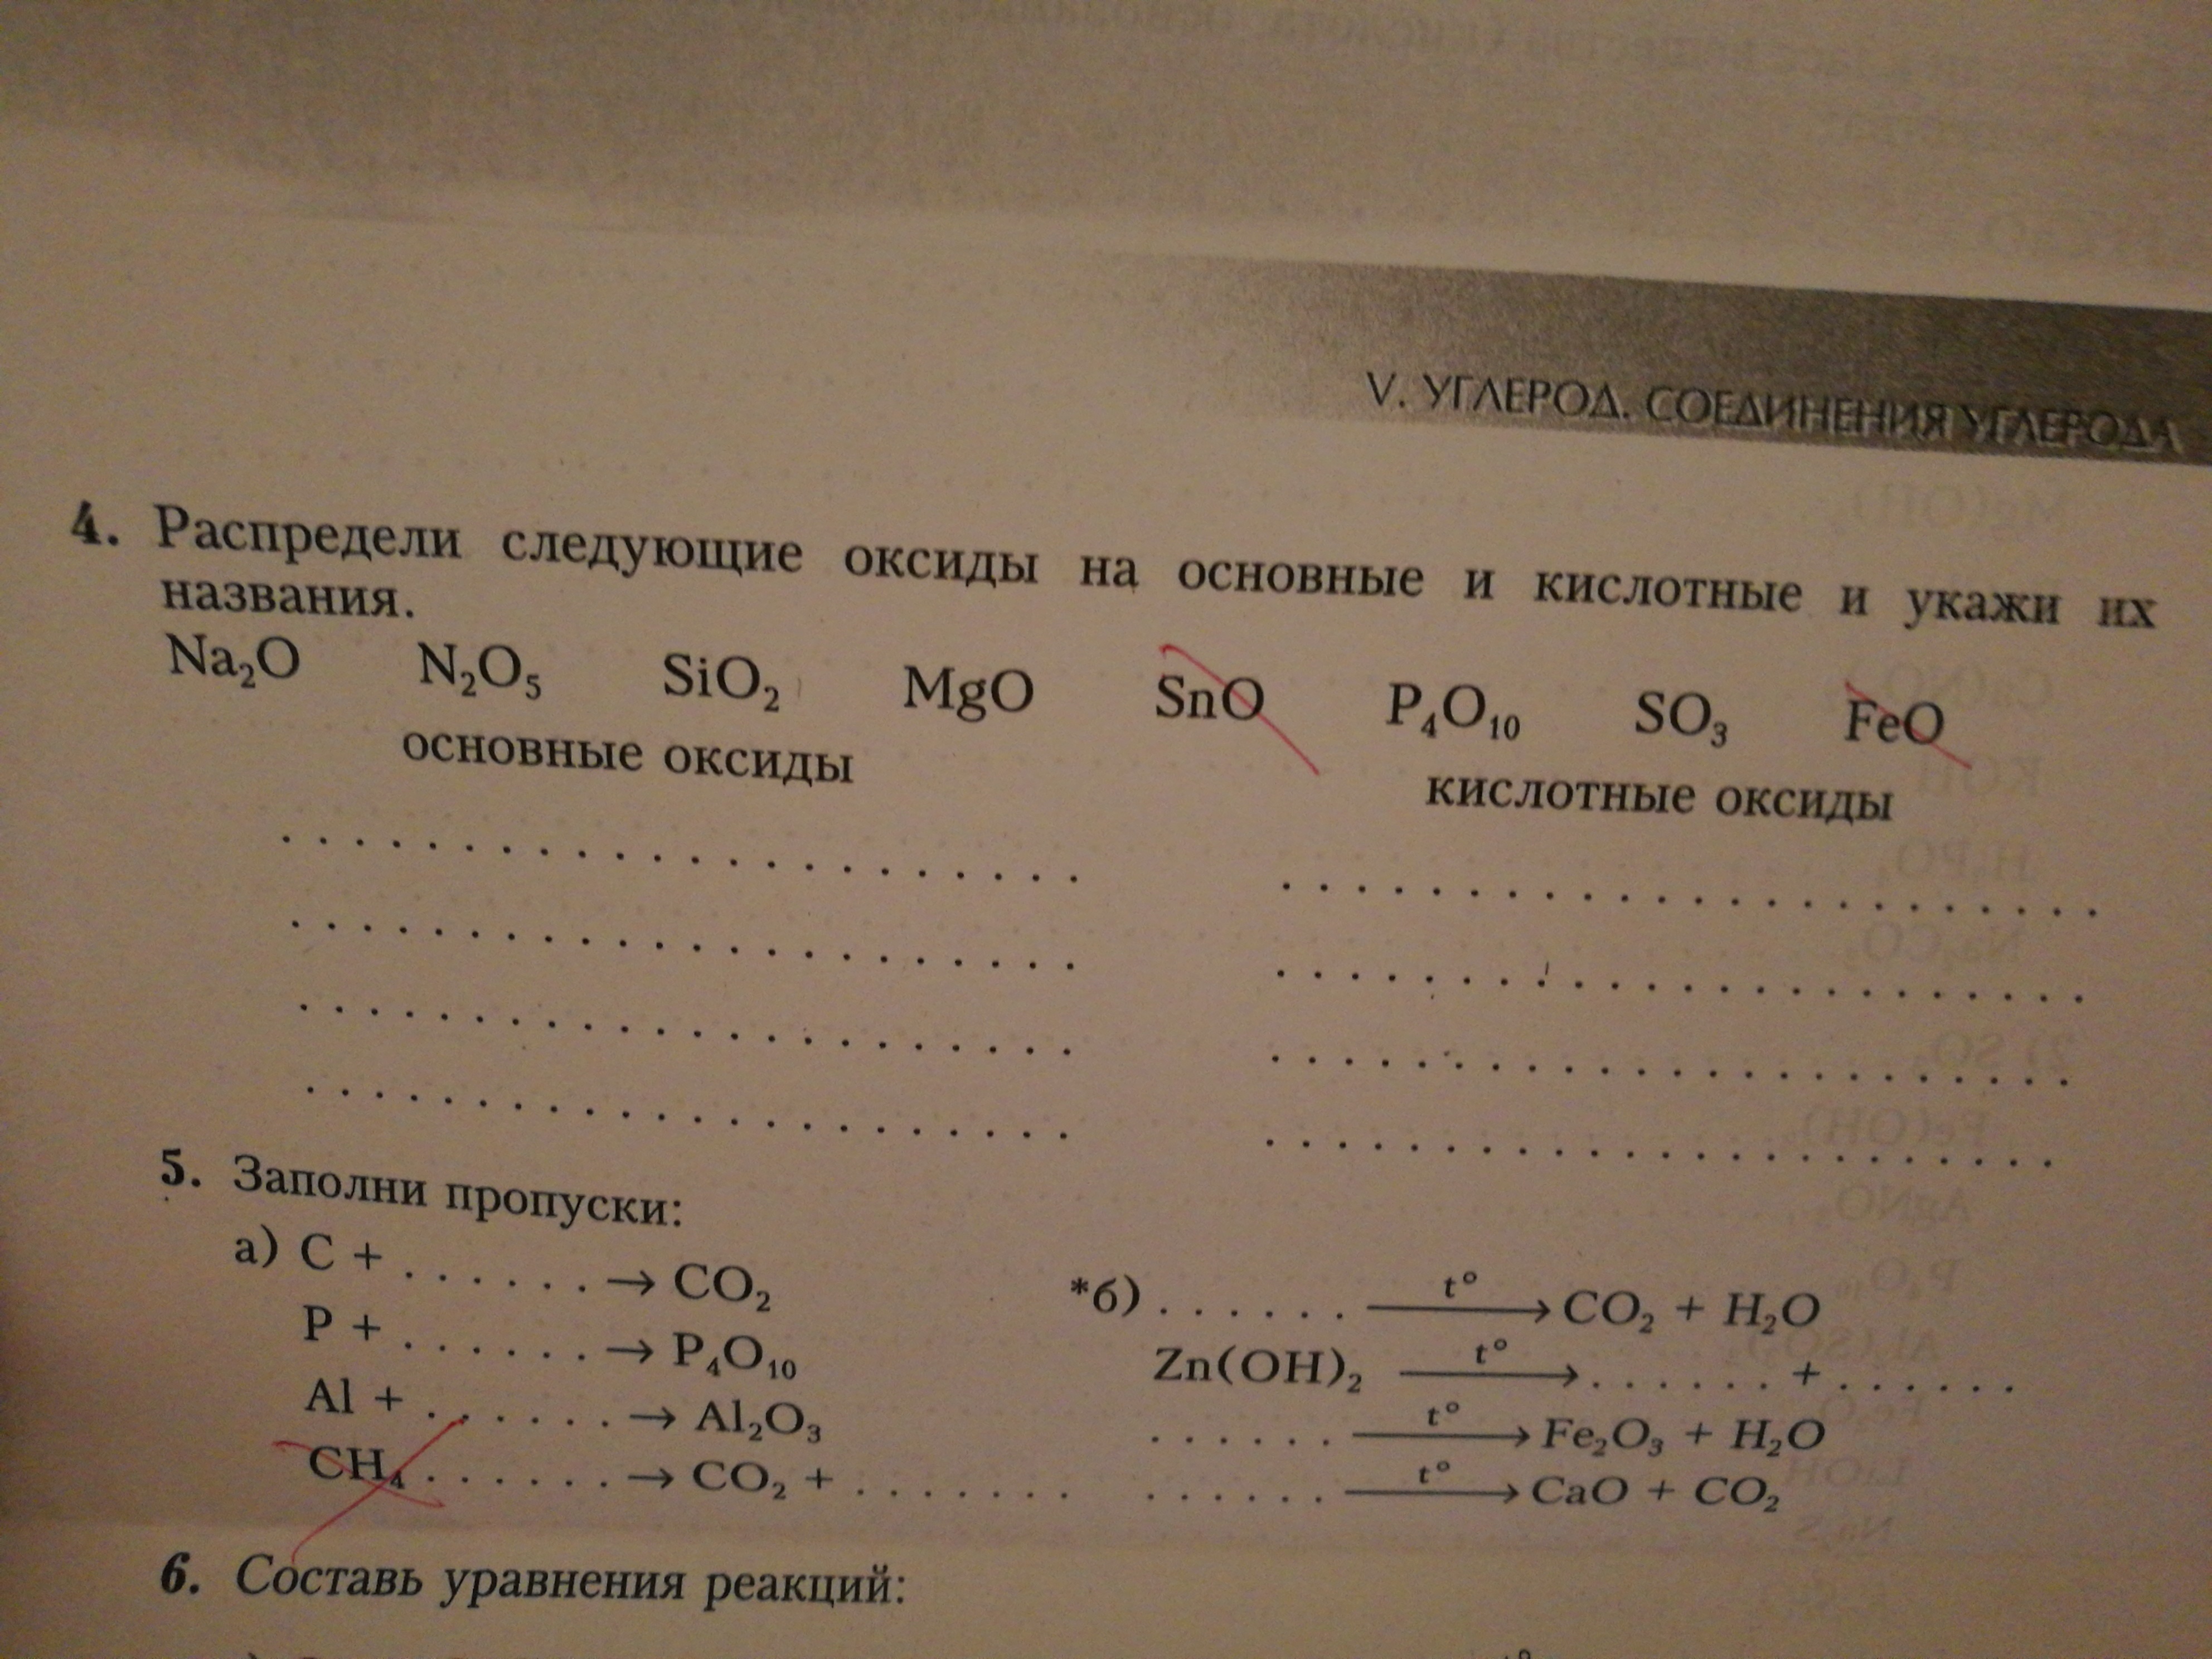 V. УГЛЕРОД. СОЕДИНЕНИЯ УГЛЕРОДА
4. Распредели следующие оксиды на основные и кислотные и укажи их
названия.
Na₂O N₂O₅ SiO₂ MgO SnO P₄O₁₀ SO₃ FeO
основные оксиды кислотные оксиды
. . . . . . . . . . . . . . . . . . . . . . . . . . . . . . . . . . . . . . . . . . . . . .
. . . . . . . . . . . . . . . . . . . . . . . . . . . . . . . . . . . . . . . . . . . . . .
. . . . . . . . . . . . . . . . . . . . . . . . . . . . . . . . . . . . . . . . . . . . . .
. . . . . . . . . . . . . . . . . . . . . . . . . . . . . . . . . . . . . . . . . . . . . .
5. Заполни пропуски:
а) C + . . . . . . → CO₂ *б) . . . . . . t° → CO₂ + H₂O
P + . . . . . . → P₄O₁₀ Zn(OH)₂ t° → . . . . . . + . . . . . .
Al + . . . . . . → Al₂O₃ . . . . . . t° → Fe₂O₃ + H₂O
CH₄ . . . . . . → CO₂ + . . . . . . . . . . . . . t° → CaO + CO₂
6. Составь уравнения реакций: